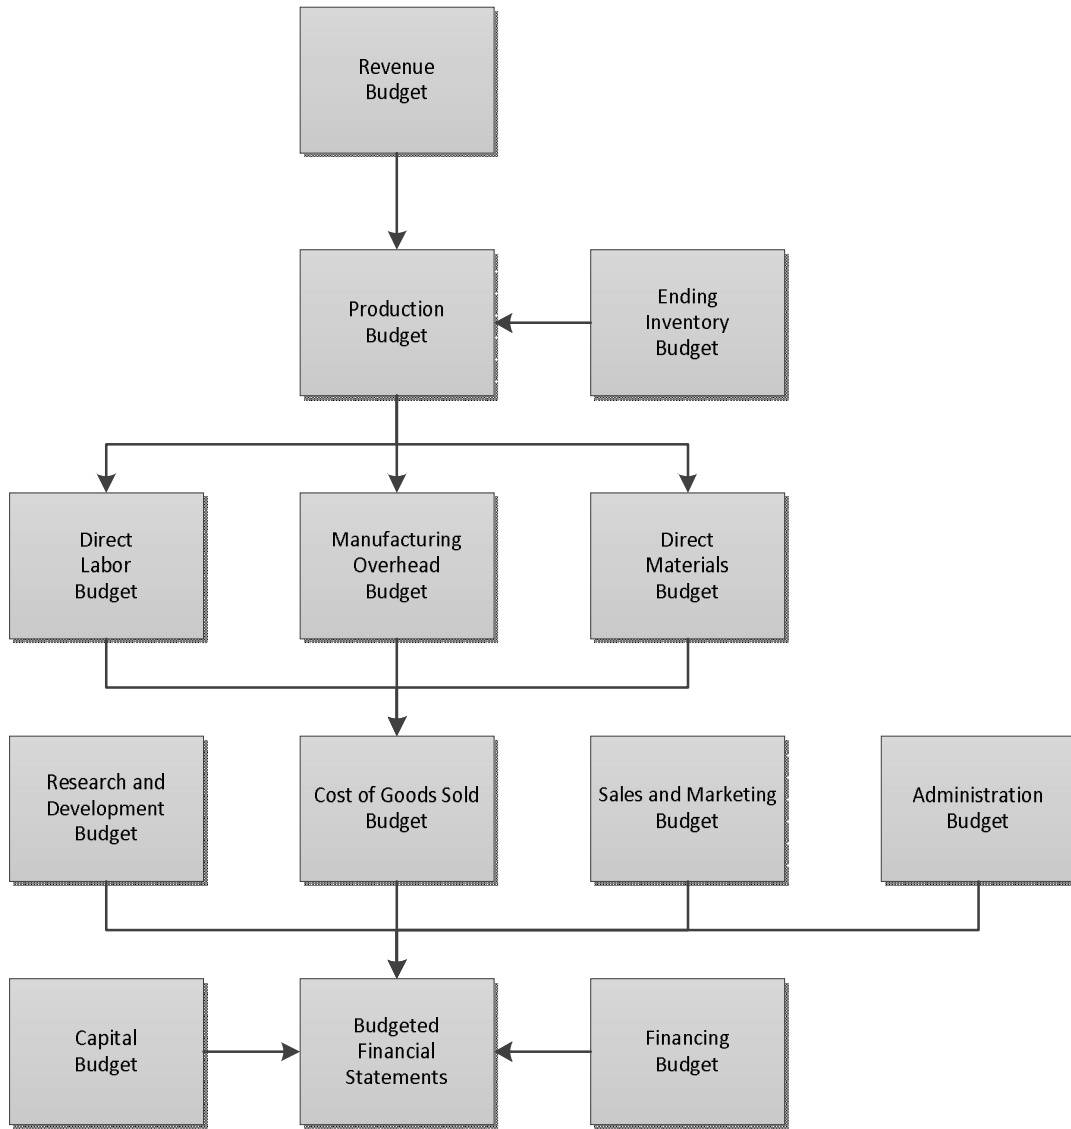 Revenue
Budget
Production
Budget
Ending
Inventory
Budget
Direct
Labor
Budget
Manufacturing
Overhead
Budget
Direct
Materials
Budget
Research and
Development
Budget
Cost of Goods Sold
Budget
Sales and Marketing
Budget
Administration
Budget
Capital
Budget
Budgeted
Financial
Statements
Financing
Budget